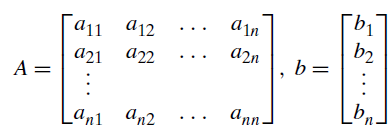 A = [a₁₁ a₁₂ . . . a₁ₙ; a₂₁ a₂₂ . . . a₂ₙ; ⋮; aₙ₁ aₙ₂ . . . aₙₙ], b = [b₁; b₂; ⋮; bₙ]